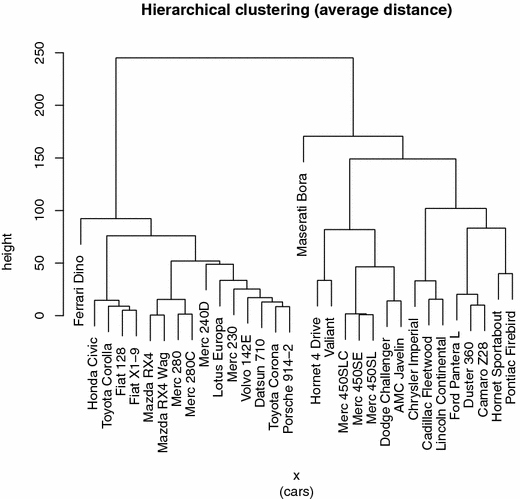 Hierarchical clustering (average distance)
250
200
150
100
50
0
height
Ferrari Dino
Honda Civic
Toyota Corolla
Fiat 128
Fiat X1-9
Mazda RX4
Mazda RX4 Wag
Merc 280
Merc 280C
Merc 240D
Lotus Europa
Merc 230
Volvo 142E
Datsun 710
Toyota Corona
Porsche 914-2
Maserati Bora
Hornet 4 Drive
Valiant
Merc 450SLC
Merc 450SE
Merc 450SL
Dodge Challenger
AMC Javelin
Chrysler Imperial
Cadillac Fleetwood
Lincoln Continental
Ford Pantera L
Duster 360
Camaro Z28
Hornet Sportabout
Pontiac Firebird
x
(cars)